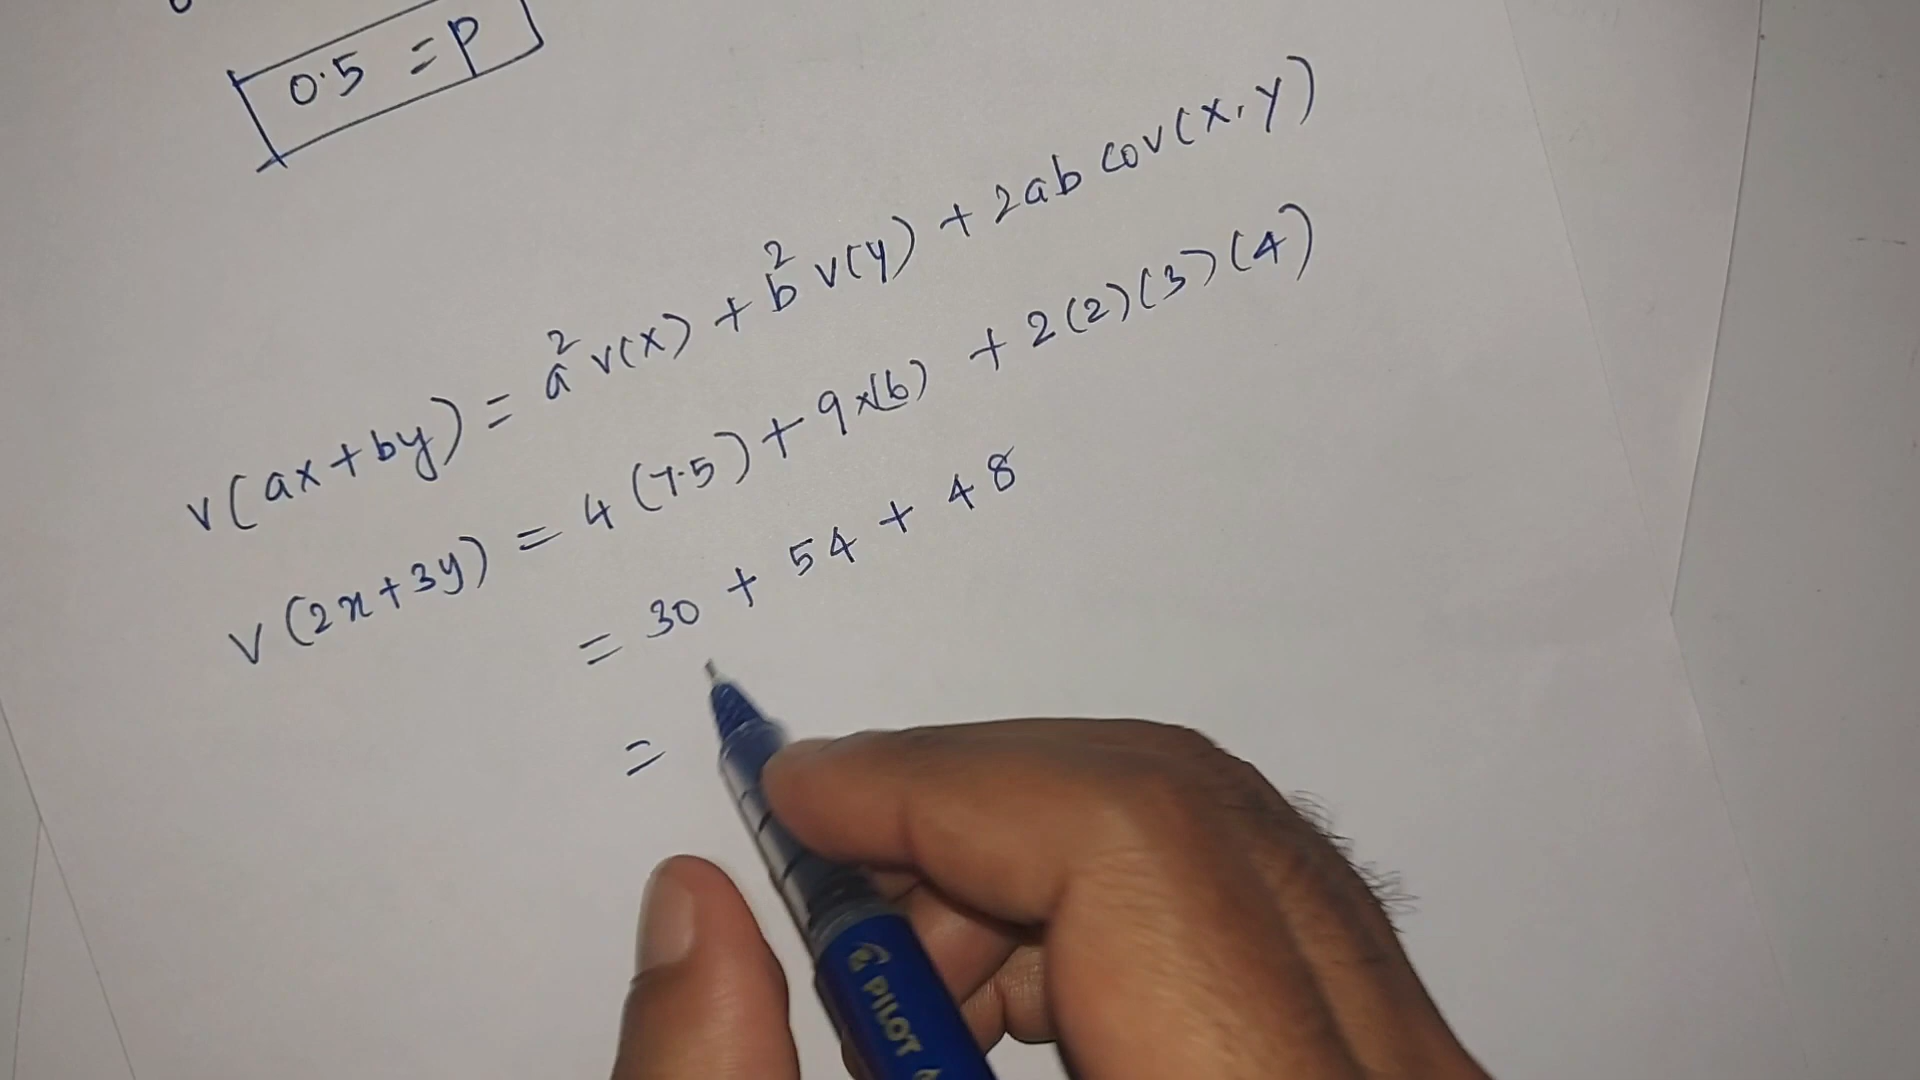 0.5 = P
V(ax+by) = a² v(x) + b² v(y) + 2ab cov(x,y)
V(2x+3y) = 4(7.5) + 9x(6) + 2(2)(3)(4)
= 30 + 54 + 48
=
PILOT